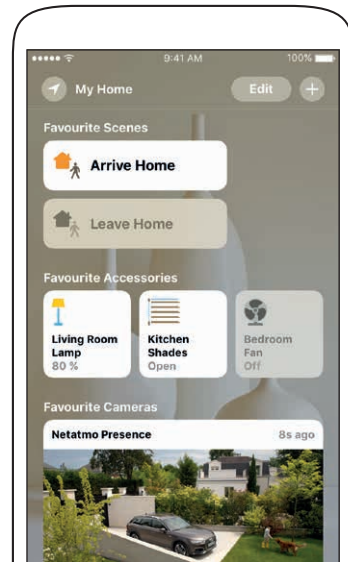 9:41 AM
100%
My Home
Edit
Favourite Scenes
Arrive Home
Leave Home
Favourite Accessories
Living Room
Lamp
80 %
Kitchen
Shades
Open
Bedroom
Fan
Off
Favourite Cameras
Netatmo Presence
8s ago